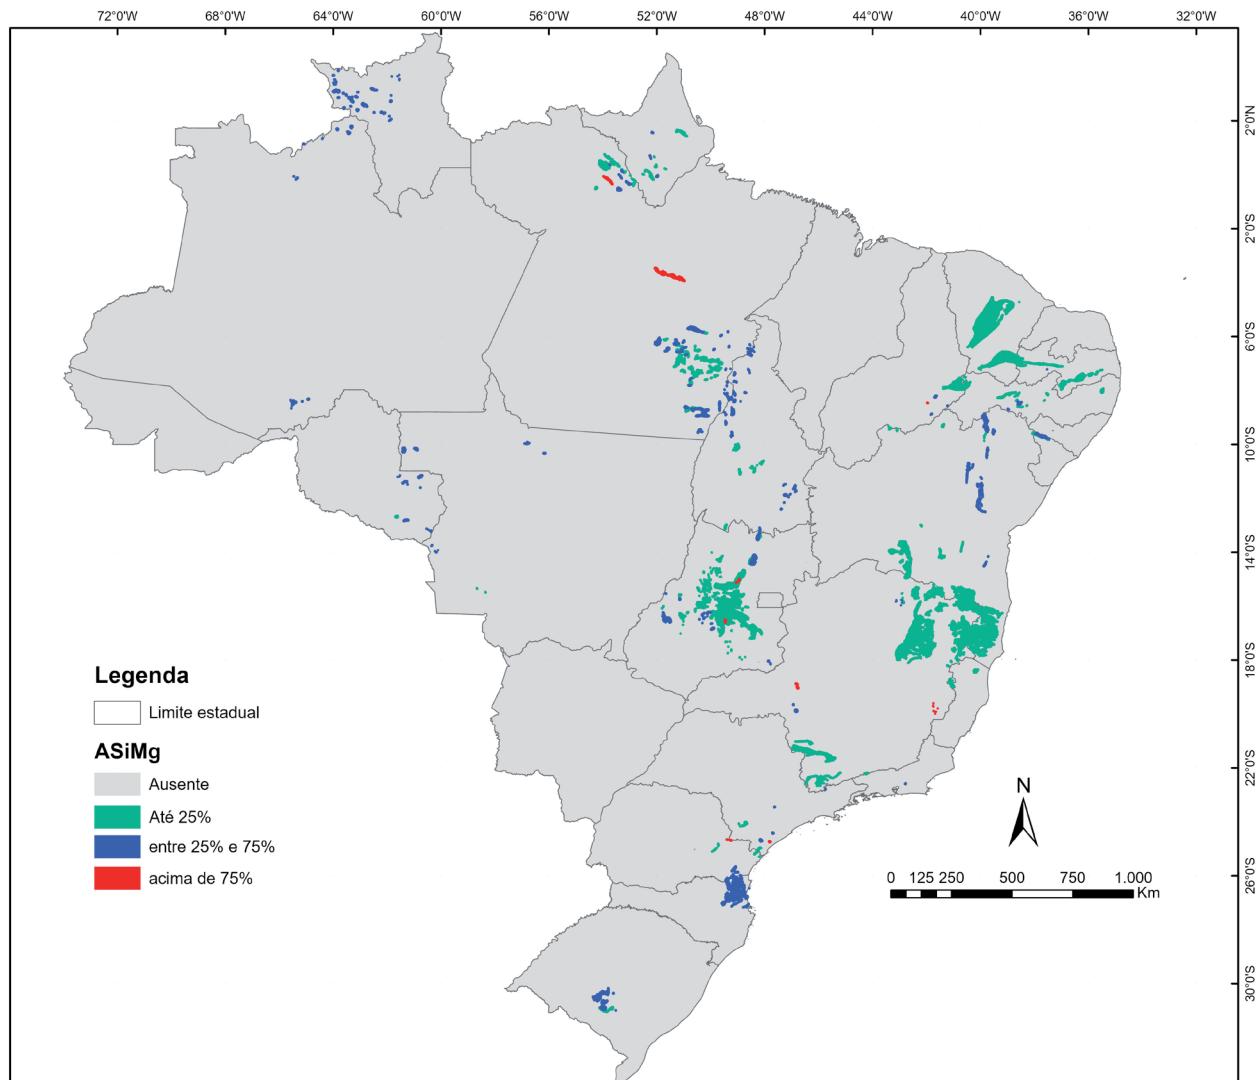 72°0'W 68°0'W 64°0'W 60°0'W 56°0'W 52°0'W 48°0'W 44°0'W 40°0'W 36°0'W 32°0'W
2°0'N
2°0'S
6°0'S
10°0'S
14°0'S
18°0'S
22°0'S
28°0'S
30°0'S
Legenda
Limite estadual
ASiMg
Ausente
Até 25%
entre 25% e 75%
acima de 75%
N
0 125 250 500 750 1.000
Km